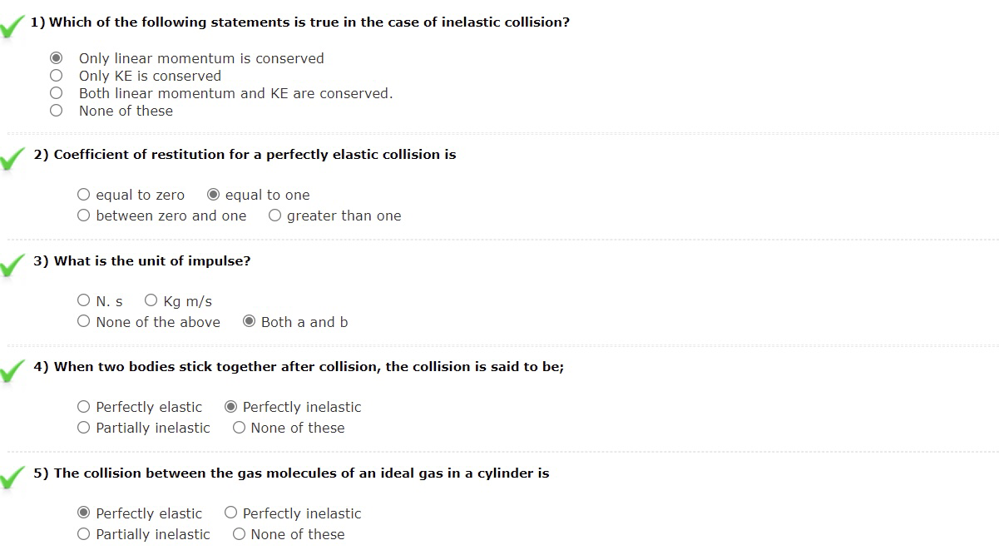 1) Which of the following statements is true in the case of inelastic collision?
Only linear momentum is conserved
Only KE is conserved
Both linear momentum and KE are conserved.
None of these
2) Coefficient of restitution for a perfectly elastic collision is
equal to zero equal to one
between zero and one greater than one
3) What is the unit of impulse?
N. s Kg m/s
None of the above Both a and b
4) When two bodies stick together after collision, the collision is said to be;
Perfectly elastic Perfectly inelastic
Partially inelastic None of these
5) The collision between the gas molecules of an ideal gas in a cylinder is
Perfectly elastic Perfectly inelastic
Partially inelastic None of these